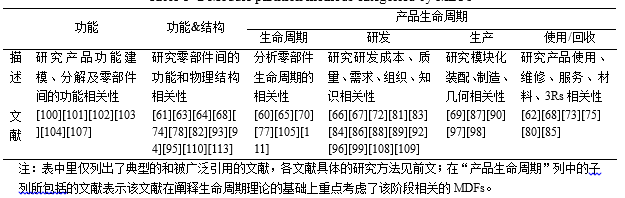 methods categorized by MDFs
功能 功能&结构 产品生命周期
生命周期 研发 生产 使用/回收
描述 研究产品功能建模、分解及零部件间的功能相关性
研究零部件间的功能和物理结构相关性
分析零部件生命周期的相关性
研究研发成本、质量、需求、组织、知识相关性
研究模块化装配、制造、几何相关性
研究产品使用、维修、服务、材料、3Rs 相关性
文献 [100][101][102][103][104][107]
[61][63][64][68][74][78][82][93][94][95][110][113]
[60][65][70][77][105][111]
[66][67][72][81][83][84][86][88][89][92][96][99][108][109]
[69][87][90][97][98]
[62][68][73][75][80][85]
注：表中里仅列出了典型的和被广泛引用的文献，各文献具体的研究方法见前文；在“产品生命周期”列中的子
列所包括的文献表示该文献在阐释生命周期理论的基础上重点考虑了该阶段相关的 MDFs。